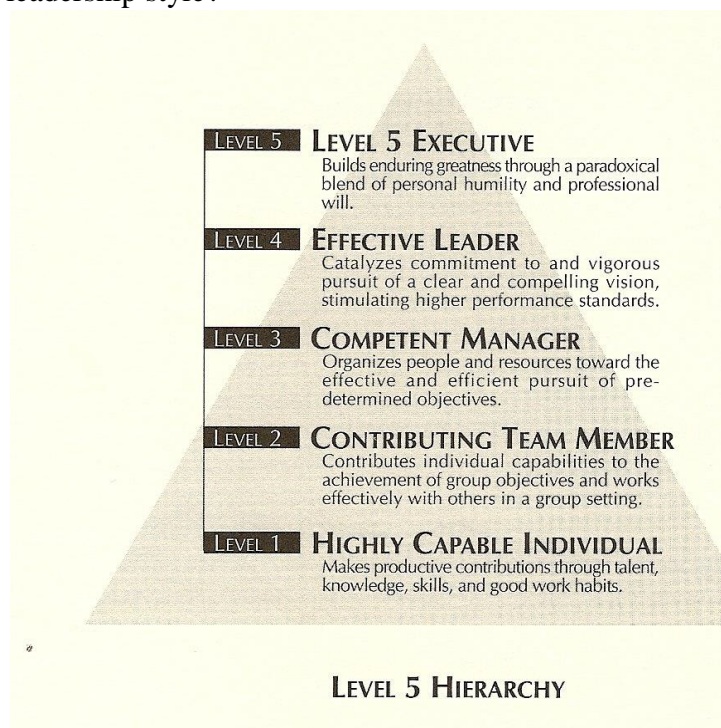 leadership style?
LEVEL 5 LEVEL 5 EXECUTIVE
Builds enduring greatness through a paradoxical
blend of personal humility and professional
will.
LEVEL 4 EFFECTIVE LEADER
Catalyzes commitment to and vigorous
pursuit of a clear and compelling vision,
stimulating higher performance standards.
LEVEL 3 COMPETENT MANAGER
Organizes people and resources toward the
effective and efficient pursuit of pre-
determined objectives.
LEVEL 2 CONTRIBUTING TEAM MEMBER
Contributes individual capabilities to the
achievement of group objectives and works
effectively with others in a group setting.
LEVEL 1 HIGHLY CAPABLE INDIVIDUAL
Makes productive contributions through talent,
knowledge, skills, and good work habits.
LEVEL 5 HIERARCHY